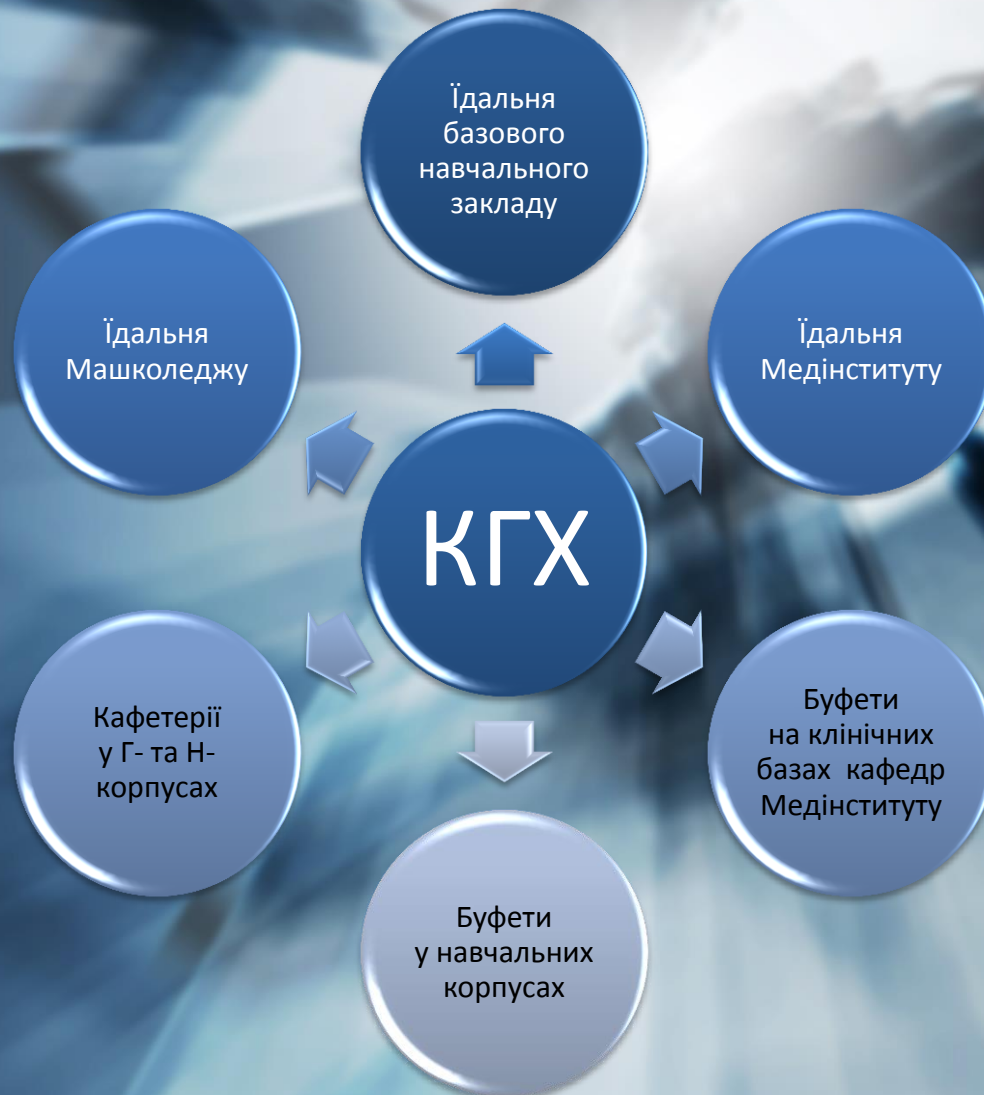 Їдальня
базового
навчального
закладу
Їдальня
Машколеджу
Їдальня
Медінституту
КГХ
Кафетерії
у Г- та Н-
корпусах
Буфети
на клінічних
базах кафедр
Медінституту
Буфети
у навчальних
корпусах